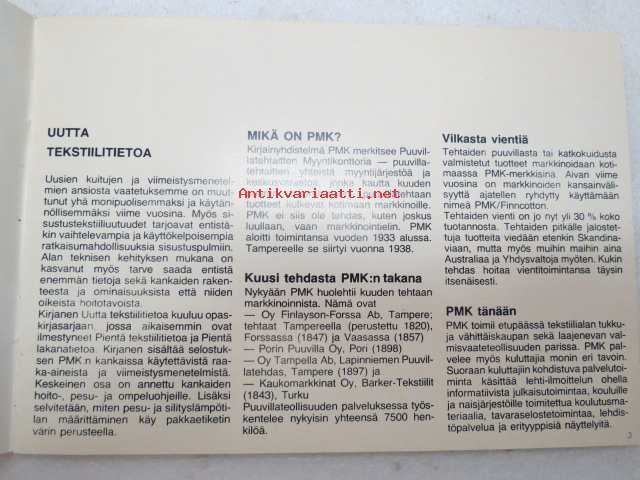 UUTTA
TEKSTIILITIETOA
Uusien kuitujen ja viimeistysmenetel-
mien ansiosta vaatetuksemme on muut-
tunut yhä monipuolisemmaksi ja käytän-
nöllisemmäksi viime vuosina. Myös si-
sustustekstiiliuutuudet tarjoavat entistä-
kin vaihtelevampia ja käyttökelpoisempia
ratkaisumahdollisuuksia sisustuspulmiin.
Alan teknisen kehityksen mukana on
kasvanut myös tarve saada entistä
enemmän tietoja sekä kankaiden raken-
teesta ja ominaisuuksista että niiden
oikeista hoitotavoista.
Kirjanen Uutta tekstiilitietoa kuuluu opas-
kirjasarjaan, jossa aikaisemmin ovat
ilmestyneet Pientä tekstiilitietoa ja Pientä
lakanatietoa. Kirjanen sisältää selostuk-
sen PMK:n kankaissa käytettävistä raa-
ka-aineista ja viimeistysmenetelmistä.
Keskeinen osa on annettu kankaiden
hoito-, pesu- ja ompeluohjeille. Lisäksi
selvitetään, miten pesu- ja silityslämpöti-
lan määrittäminen käy pakkaetiketin
värin perusteella.
MIKÄ ON PMK?
Kirjainyhdistelmä PMK merkitsee Puuvil-
latehtaitten Myyntikonttoria — puuvilla-
tehtaitten yhteistä myyntijärjestöä ja
keskusvarastoa, jonka kautta kuuden
tehtaan
tuotteet kulkevat kotimaan markkinoille.
PMK ei siis ole tehdas, kuten joskus
luullaan, vaan markkinointielin. PMK
aloitti toimintansa vuoden 1933 alussa.
Tampereelle se siirtyi vuonna 1938.
Antikvariaatti.net
Kuusi tehdasta PMK:n takana
Nykyään PMK huolehtii kuuden tehtaan
markkinoinnista. Nämä ovat
— Oy Finlayson-Forssa Ab, Tampere;
tehtaat Tampereella (perustettu 1820),
Forssassa (1847) ja Vaasassa (1857)
— Porin Puuvilla Oy, Pori (1898)
— Oy Tampella Ab, Lapinniemen Puuvil-
latehdas, Tampere (1897) ja
— Kaukomarkkinat Oy, Barker-Tekstiilit
(1843), Turku
Puuvillateollisuuden palveluksessa työs-
kentelee nykyisin yhteensä 7500 hen-
kilöä.
Vilkasta vientiä
Tehtaiden puuvillasta tai katkokuidusta
valmistetut tuotteet markkinoidaan koti-
maassa PMK-merkkisinä. Aivan viime
vuosina on markkinoiden kansainväli-
syyttä ajatellen ryhdytty käyttämään
nimeä PMK/Finncotton.
Tehtaiden vienti on jo nyt yli 30 % koko
tuotannosta. Tehtaiden pitkälle jalostet-
tuja tuotteita viedään etenkin Skandina-
viaan, mutta myös muihin maihin aina
Australiaa ja Yhdysvaltoja myöten. Kukin
tehdas hoitaa vientitoimintansa täysin
itsenäisesti.
PMK tänään
PMK toimii etupäässä tekstiilialan tukku-
ja vähittäiskaupan sekä laajenevan val-
misvaateteollisuuden parissa. PMK pal-
velee myös kuluttajia monin eri tavoin.
Suoraan kuluttajiin kohdistuva palvelutoi-
minta käsittää lehti-ilmoittelun ohella
informatiivista julkaisutoimintaa, kouluille
ja naisjärjestöille toimitettua koulutusma-
teriaalia, tavaraselostetoimintaa, lehdis-
töpalvelua ja erityyppisiä näyttelyitä.
3